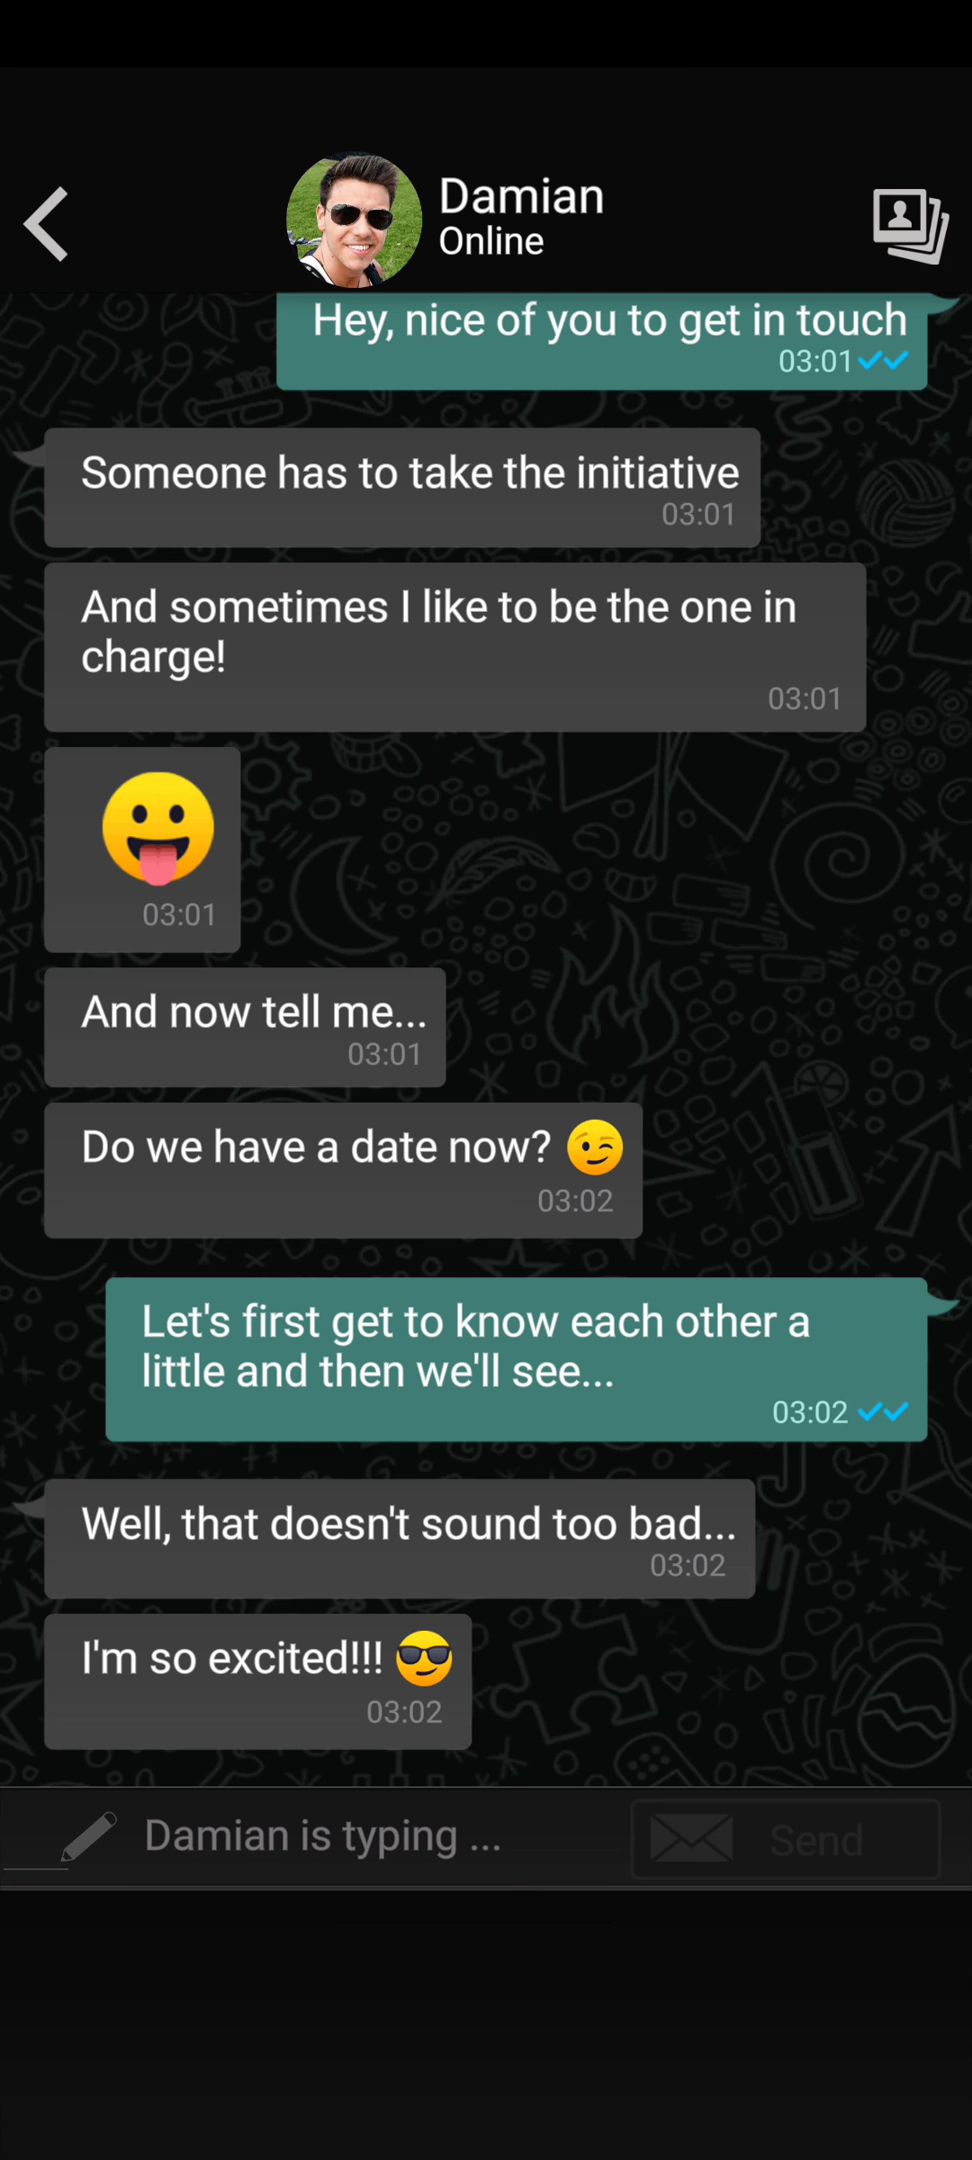 Damian
Online
Hey, nice of you to get in touch
03:01
Someone has to take the initiative
03:01
And sometimes I like to be the one in
charge!
03:01
😛
03:01
And now tell me...
03:01
Do we have a date now? 😉
03:02
Let's first get to know each other a
little and then we'll see...
03:02
Well, that doesn't sound too bad...
03:02
I'm so excited!!! 😎
03:02
Damian is typing ...
Send